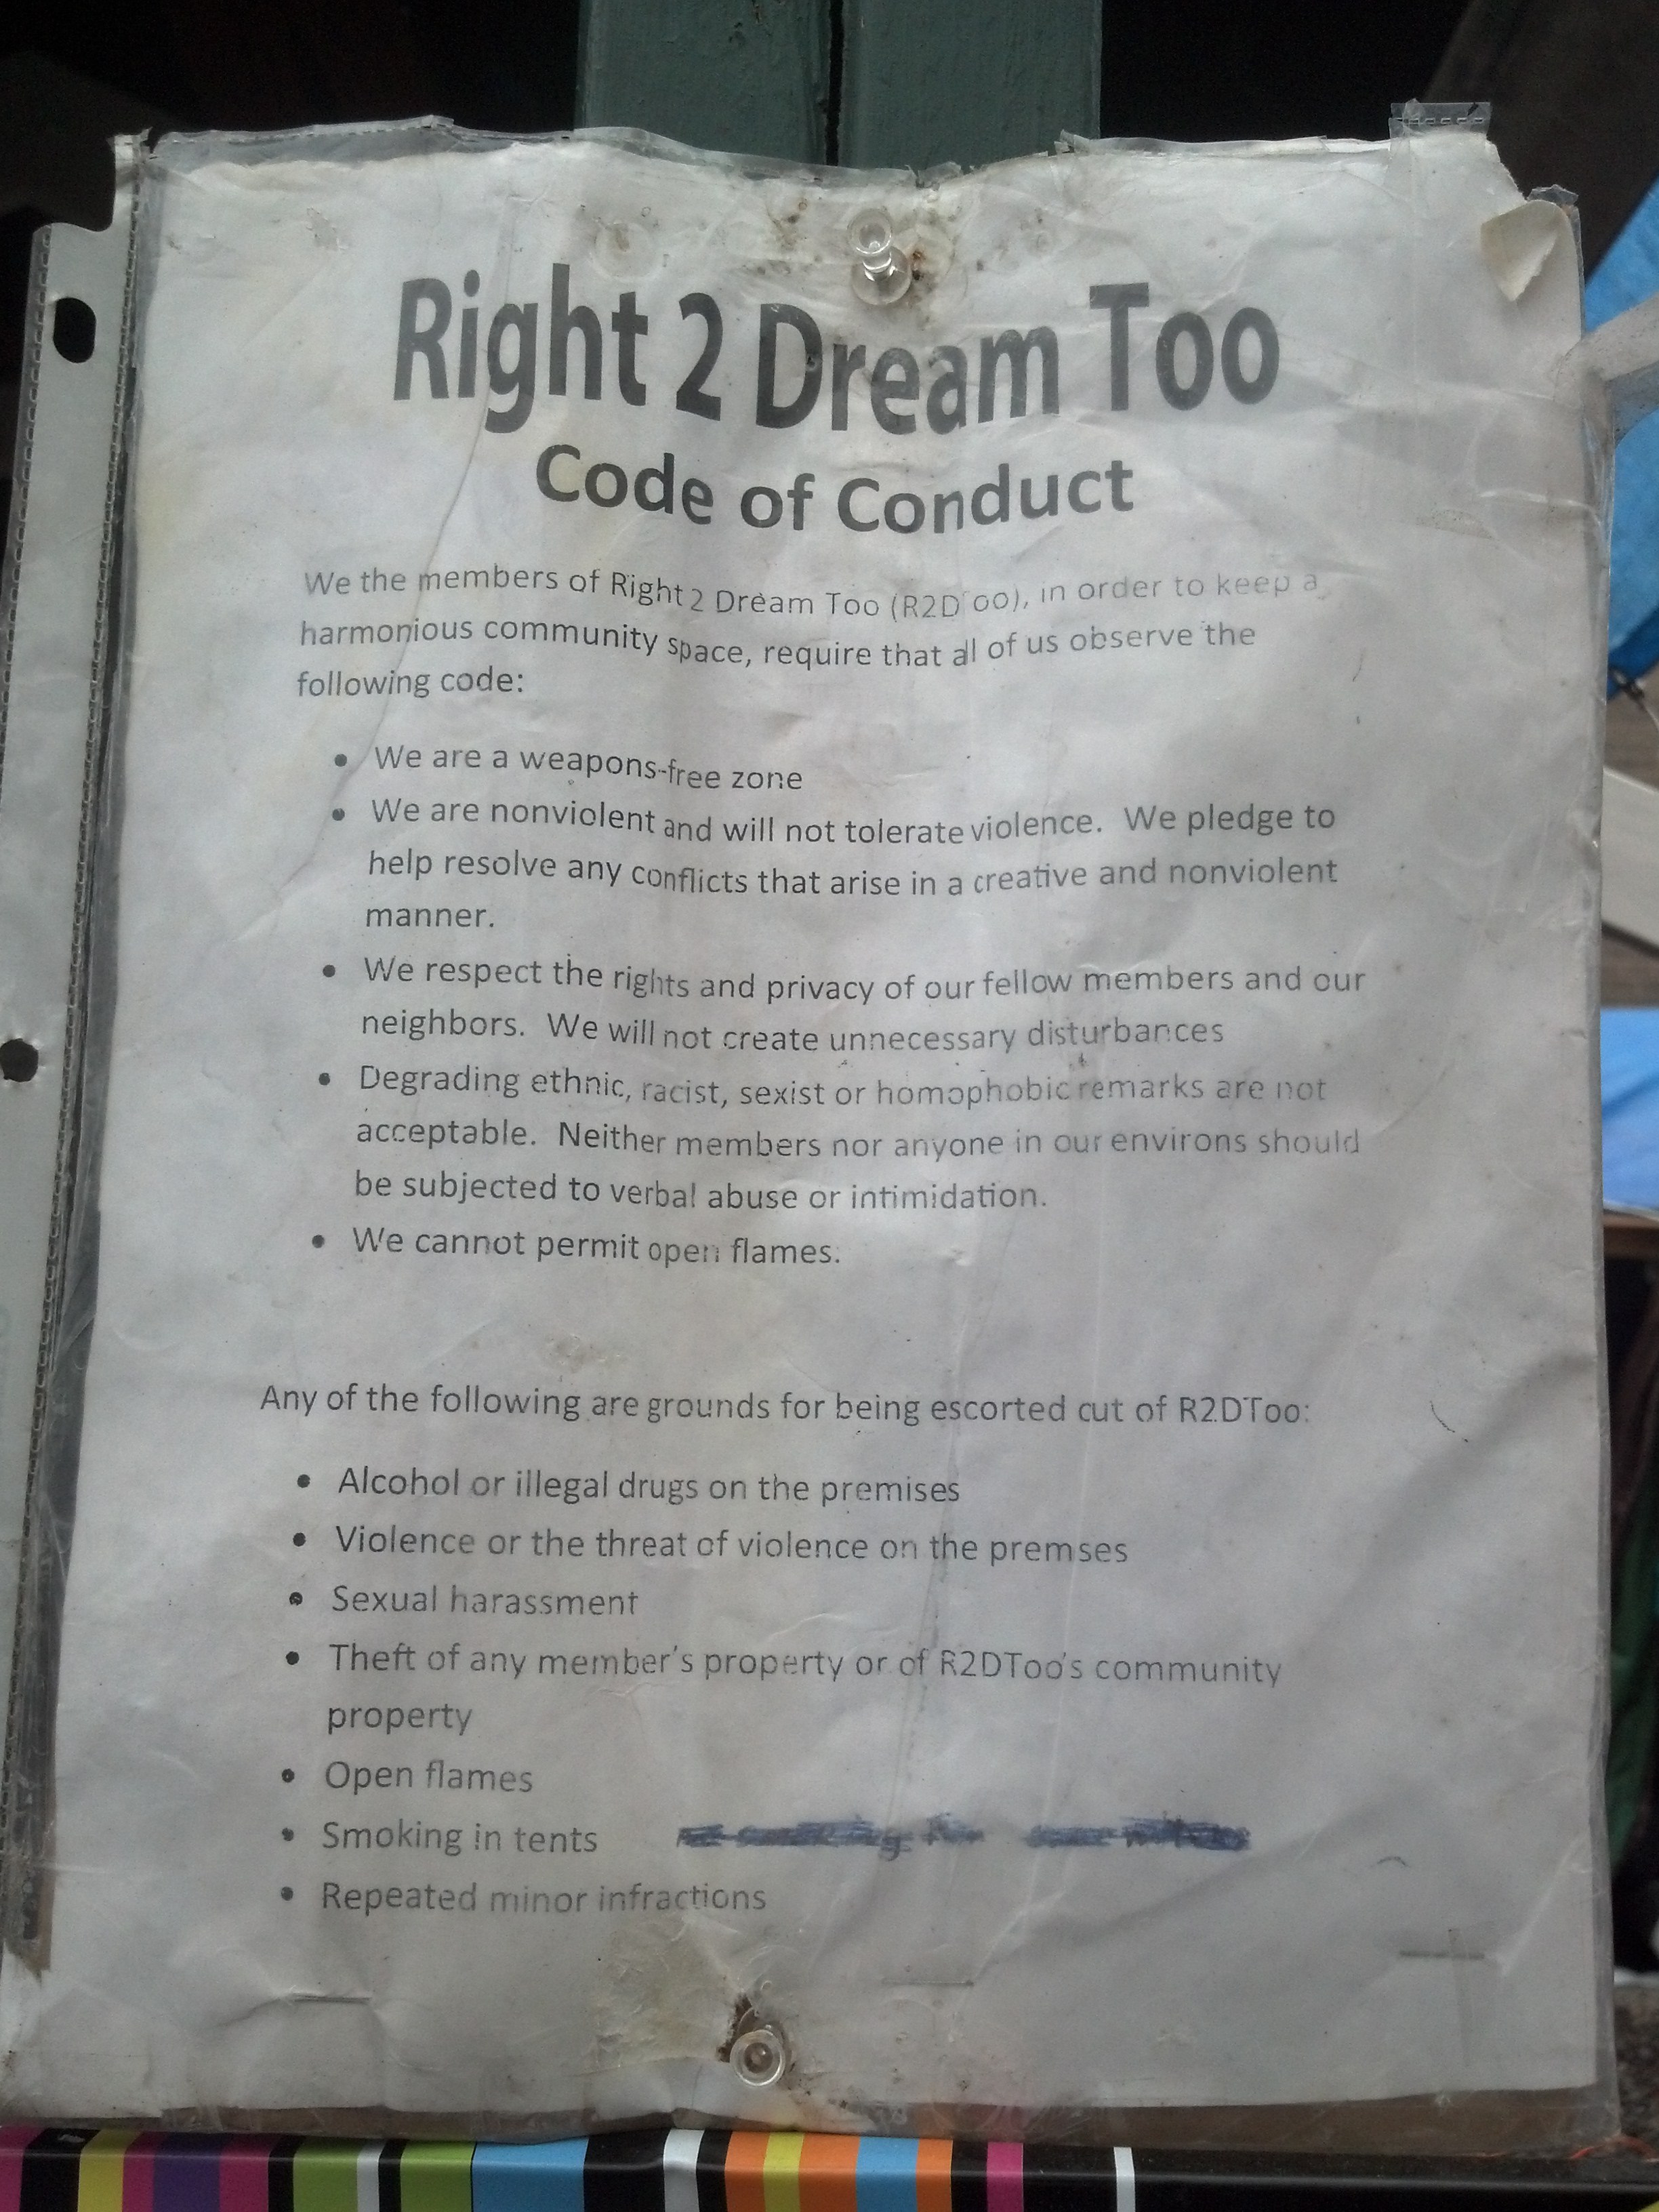 Right 2 Dream Too
Code of Conduct
We the members of Right 2 Dream Too (R2DToo), in order to keep a
harmonious community space, require that all of us observe the
following code:
• We are a weapons-free zone
• We are nonviolent and will not tolerate violence. We pledge to
help resolve any conflicts that arise in a creative and nonviolent
manner.
• We respect the rights and privacy of our fellow members and our
neighbors. We will not create unnecessary disturbances
• Degrading ethnic, racist, sexist or homophobic remarks are not
acceptable. Neither members nor anyone in our environs should
be subjected to verbal abuse or intimidation.
• We cannot permit open flames.
Any of the following are grounds for being escorted out of R2DToo:
• Alcohol or illegal drugs on the premises
• Violence or the threat of violence on the premses
• Sexual harassment
• Theft of any member's property or of R2DToo's community
property
• Open flames
• Smoking in tents
• Repeated minor infractions